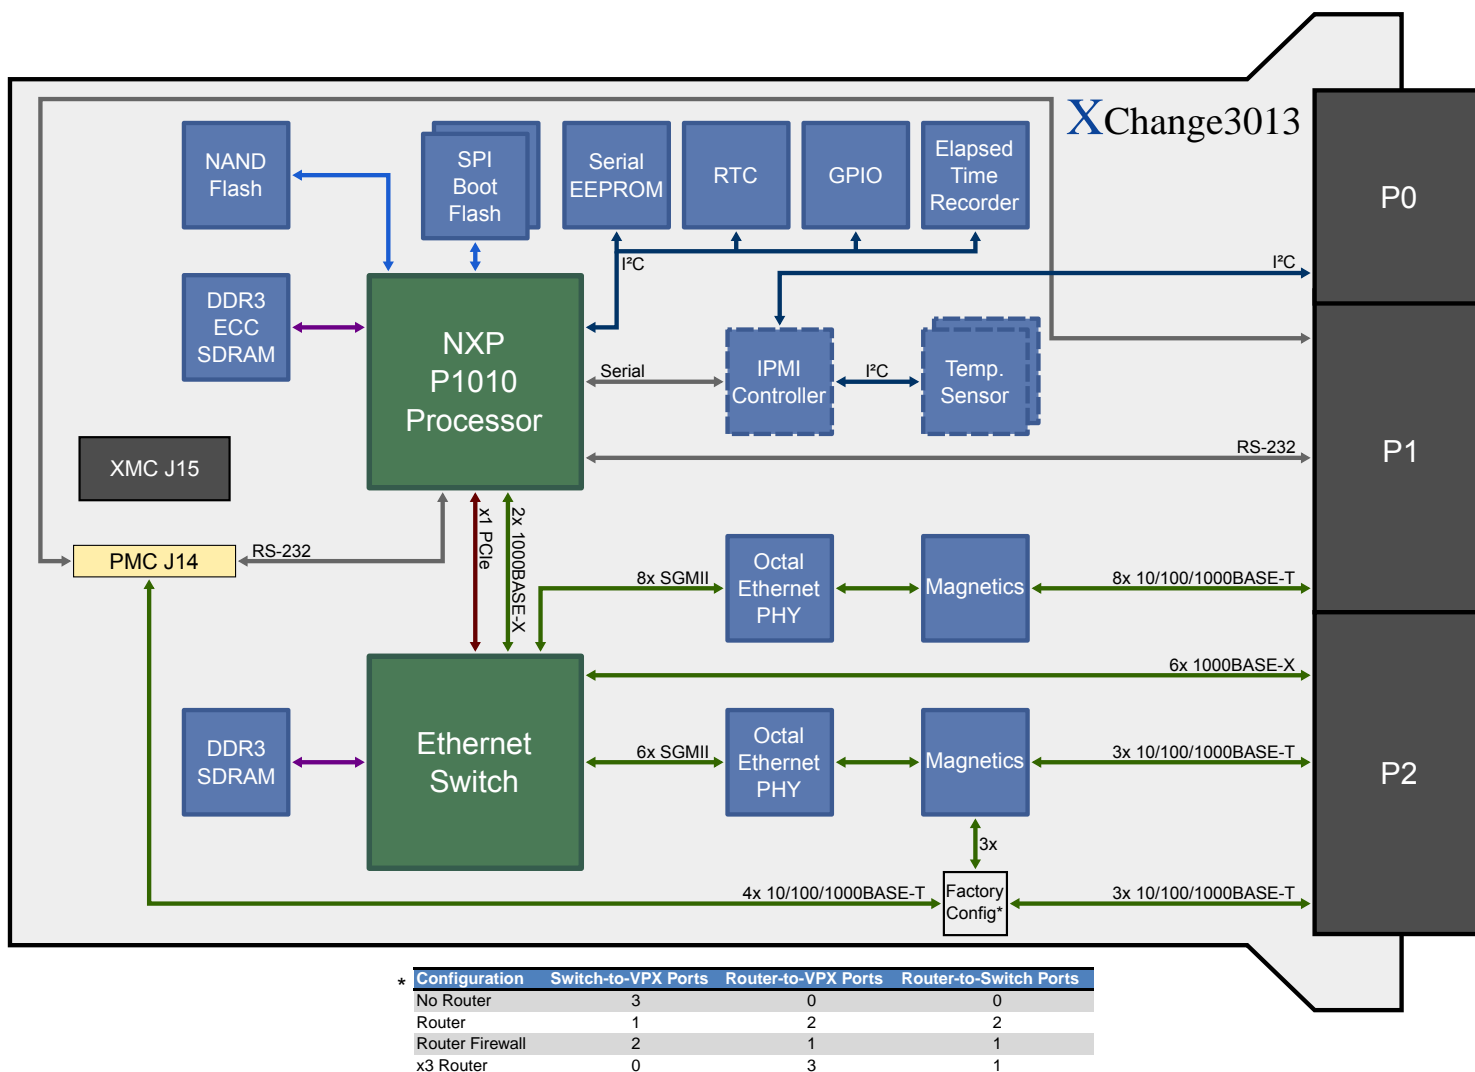 XChange3013
NAND
Flash
SPI
Boot
Flash
Serial
EEPROM
RTC
GPIO
Elapsed
Time
Recorder
P0
I²C
I²C
DDR3
ECC
SDRAM
NXP
P1010
Processor
Serial
IPMI
Controller
I²C
Temp.
Sensor
P1
RS-232
XMC J15
PMC J14
RS-232
x1 PCIe
2x 1000BASE-X
8x SGMII
Octal
Ethernet
PHY
Magnetics
8x 10/100/1000BASE-T
6x 1000BASE-X
DDR3
SDRAM
Ethernet
Switch
6x SGMII
Octal
Ethernet
PHY
Magnetics
3x 10/100/1000BASE-T
P2
3x
4x 10/100/1000BASE-T
Factory
Config*
3x 10/100/1000BASE-T
* Configuration Switch-to-VPX Ports Router-to-VPX Ports Router-to-Switch Ports
No Router 3 0 0
Router 1 2 2
Router Firewall 2 1 1
x3 Router 0 3 1